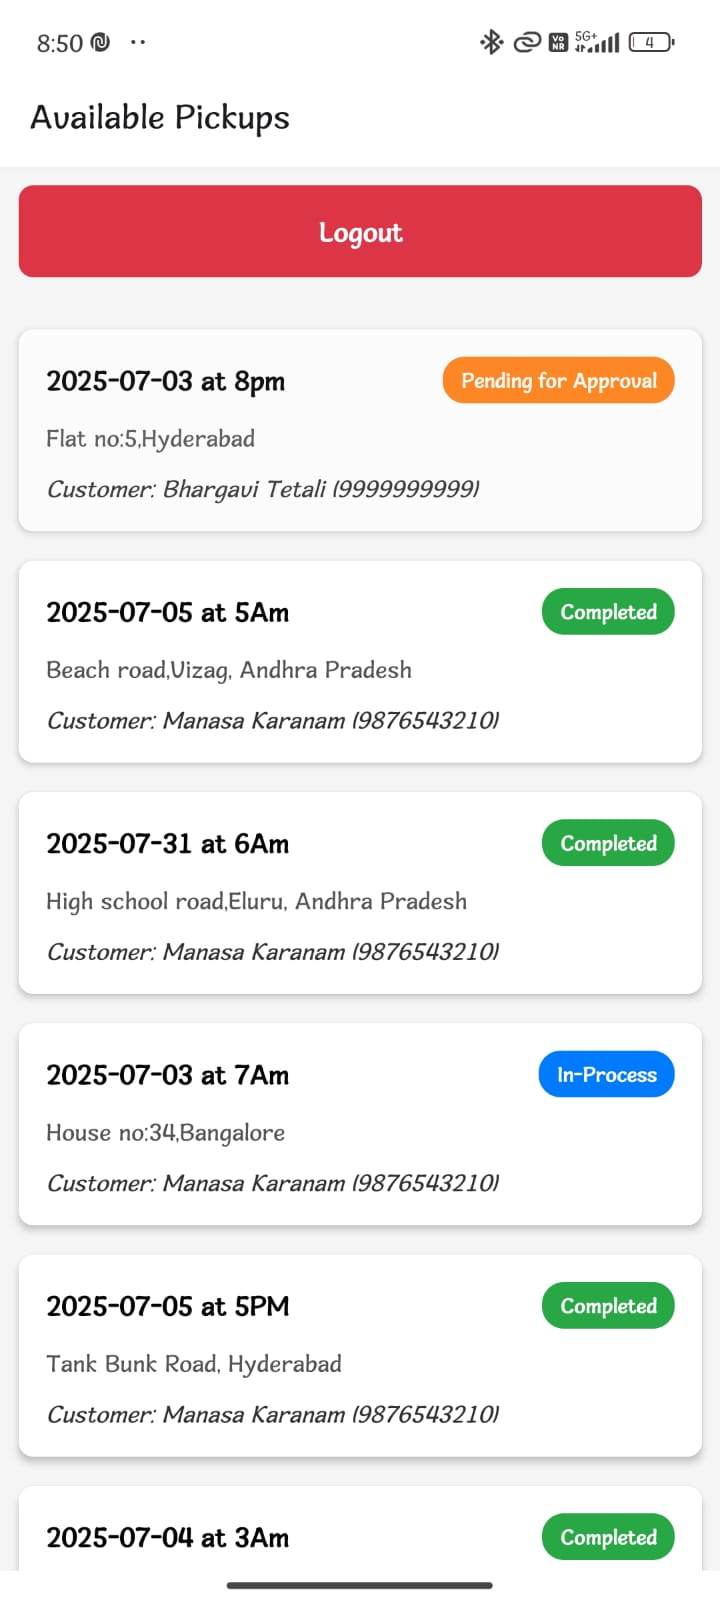 8:50
Vo
NR
5G+
4
Available Pickups
Logout
2025-07-03 at 8pm
Pending for Approval
Flat no:5,Hyderabad
Customer: Bhargavi Tetali (9999999999)
2025-07-05 at 5Am
Completed
Beach road,Vizag, Andhra Pradesh
Customer: Manasa Karanam (9876543210)
2025-07-31 at 6Am
Completed
High school road,Eluru, Andhra Pradesh
Customer: Manasa Karanam (9876543210)
2025-07-03 at 7Am
In-Process
House no:34,Bangalore
Customer: Manasa Karanam (9876543210)
2025-07-05 at 5PM
Completed
Tank Bunk Road, Hyderabad
Customer: Manasa Karanam (9876543210)
2025-07-04 at 3Am
Completed